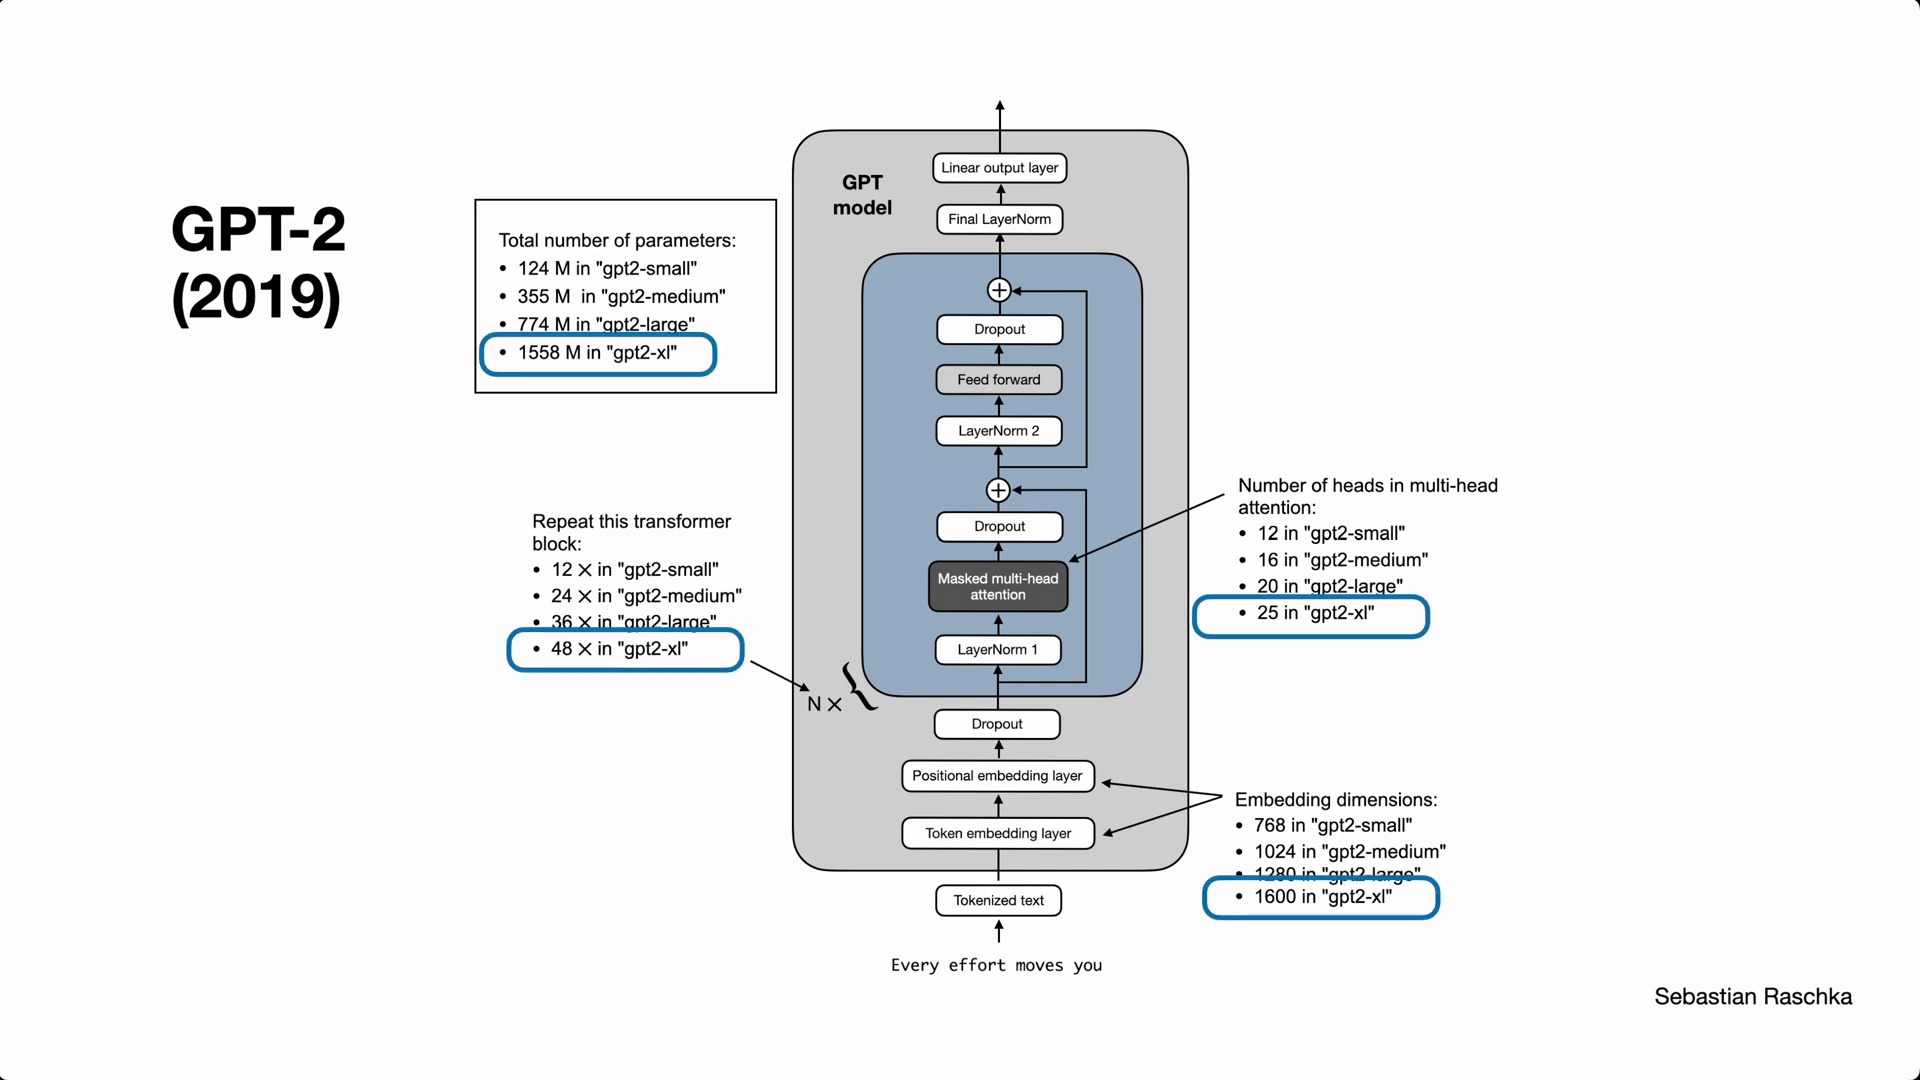 GPT-2
(2019)
Total number of parameters:
• 124 M in "gpt2-small"
• 355 M  in "gpt2-medium"
• 774 M in "gpt2-large"
• 1558 M in "gpt2-xl"
Repeat this transformer
block:
• 12 × in "gpt2-small"
• 24 × in "gpt2-medium"
• 36 × in "gpt2-large"
• 48 × in "gpt2-xl"
N ×
GPT
model
Linear output layer
Final LayerNorm
+
Dropout
Feed forward
LayerNorm 2
+
Dropout
Masked multi-head
attention
LayerNorm 1
Dropout
Positional embedding layer
Token embedding layer
Tokenized text
Every effort moves you
Number of heads in multi-head
attention:
• 12 in "gpt2-small"
• 16 in "gpt2-medium"
• 20 in "gpt2-large"
• 25 in "gpt2-xl"
Embedding dimensions:
• 768 in "gpt2-small"
• 1024 in "gpt2-medium"
• 1280 in "gpt2-large"
• 1600 in "gpt2-xl"
Sebastian Raschka